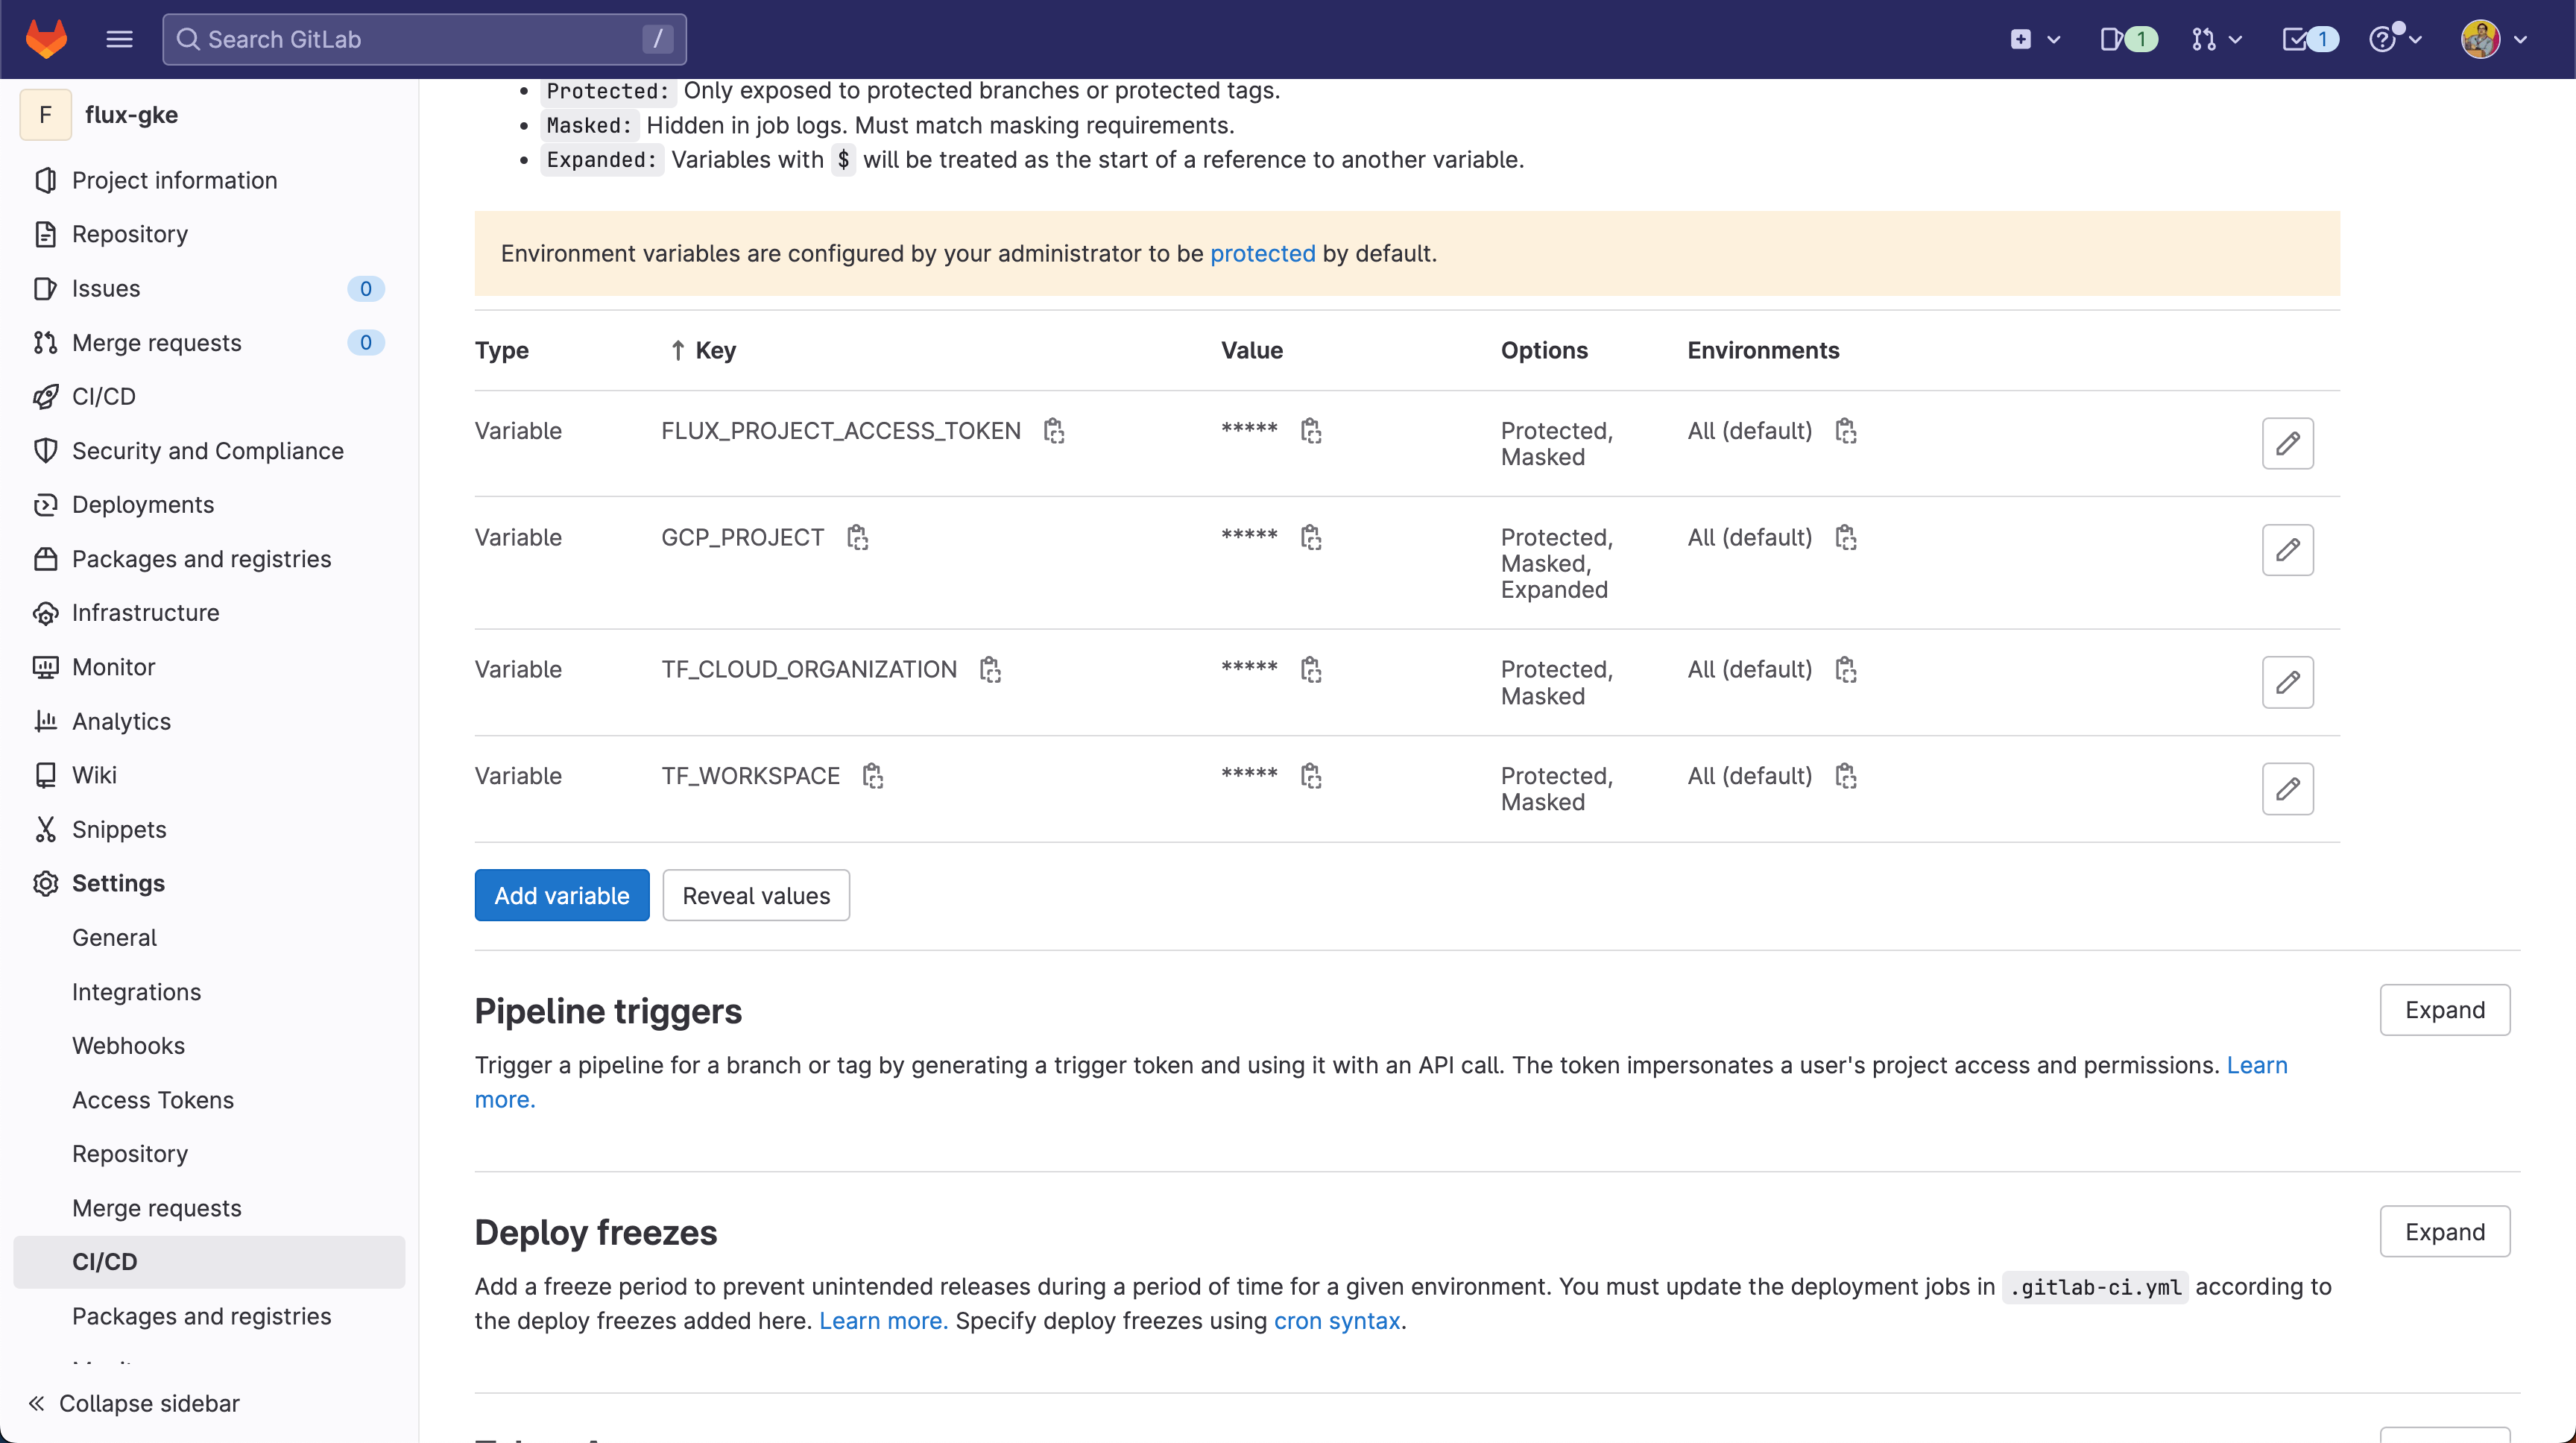 Search GitLab /
1
1
F flux-gke
Project information
Repository
Issues 0
Merge requests 0
CI/CD
Security and Compliance
Deployments
Packages and registries
Infrastructure
Monitor
Analytics
Wiki
Snippets
Settings
General
Integrations
Webhooks
Access Tokens
Repository
Merge requests
CI/CD
Packages and registries
Collapse sidebar
• Protected: Only exposed to protected branches or protected tags.
• Masked: Hidden in job logs. Must match masking requirements.
• Expanded: Variables with $ will be treated as the start of a reference to another variable.
Environment variables are configured by your administrator to be protected by default.
Type ↑ Key Value Options Environments
Variable FLUX_PROJECT_ACCESS_TOKEN ***** Protected, All (default)
Masked
Variable GCP_PROJECT ***** Protected, All (default)
Masked,
Expanded
Variable TF_CLOUD_ORGANIZATION ***** Protected, All (default)
Masked
Variable TF_WORKSPACE ***** Protected, All (default)
Masked
Add variable Reveal values
Pipeline triggers Expand
Trigger a pipeline for a branch or tag by generating a trigger token and using it with an API call. The token impersonates a user's project access and permissions. Learn
more.
Deploy freezes Expand
Add a freeze period to prevent unintended releases during a period of time for a given environment. You must update the deployment jobs in .gitlab-ci.yml according to
the deploy freezes added here. Learn more. Specify deploy freezes using cron syntax.